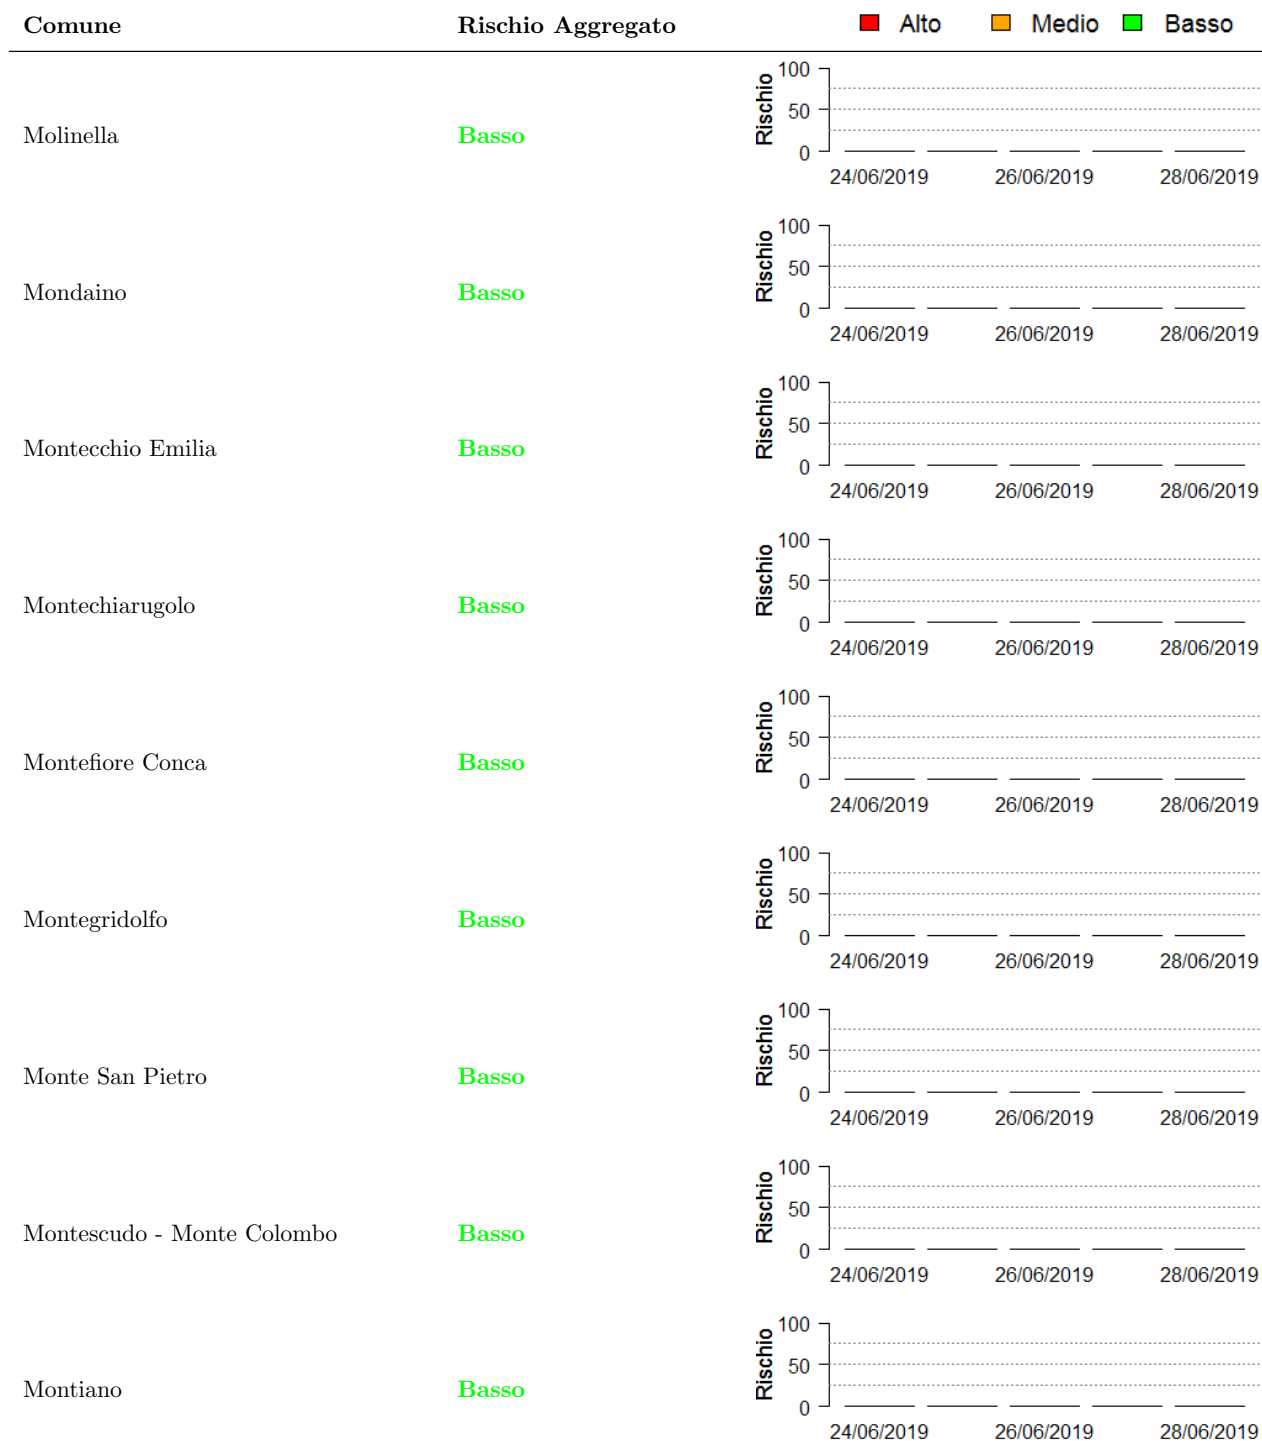 Comune Rischio Aggregato Alto Medio Basso
Molinella Basso Rischio 100 50 0
24/06/2019 26/06/2019 28/06/2019
Mondaino Basso Rischio 100 50 0
24/06/2019 26/06/2019 28/06/2019
Montecchio Emilia Basso Rischio 100 50 0
24/06/2019 26/06/2019 28/06/2019
Montechiarugolo Basso Rischio 100 50 0
24/06/2019 26/06/2019 28/06/2019
Montefiore Conca Basso Rischio 100 50 0
24/06/2019 26/06/2019 28/06/2019
Montegridolfo Basso Rischio 100 50 0
24/06/2019 26/06/2019 28/06/2019
Monte San Pietro Basso Rischio 100 50 0
24/06/2019 26/06/2019 28/06/2019
Montescudo - Monte Colombo Basso Rischio 100 50 0
24/06/2019 26/06/2019 28/06/2019
Montiano Basso Rischio 100 50 0
24/06/2019 26/06/2019 28/06/2019